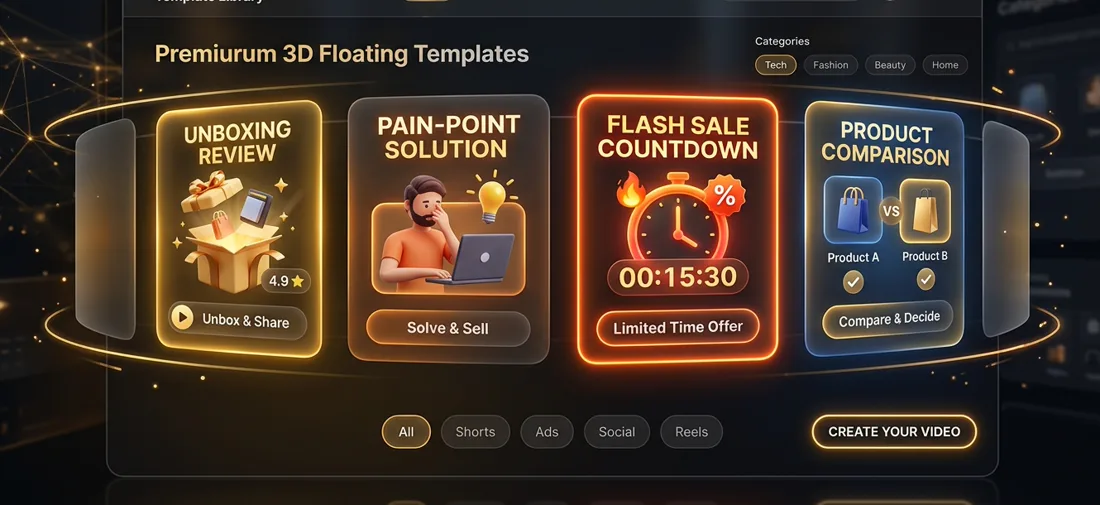 Template Library
Premiurum 3D Floating Templates
Categories
Tech
Fashion
Beauty
Home
UNBOXING
REVIEW
4.9
Unbox & Share
PAIN-POINT
SOLUTION
Solve & Sell
FLASH SALE
COUNTDOWN
%
00:15:30
Limited Time Offer
PRODUCT
COMPARISON
VS
Product A
Product B
Compare & Decide
All
Shorts
Ads
Social
Reels
CREATE YOUR VIDEO